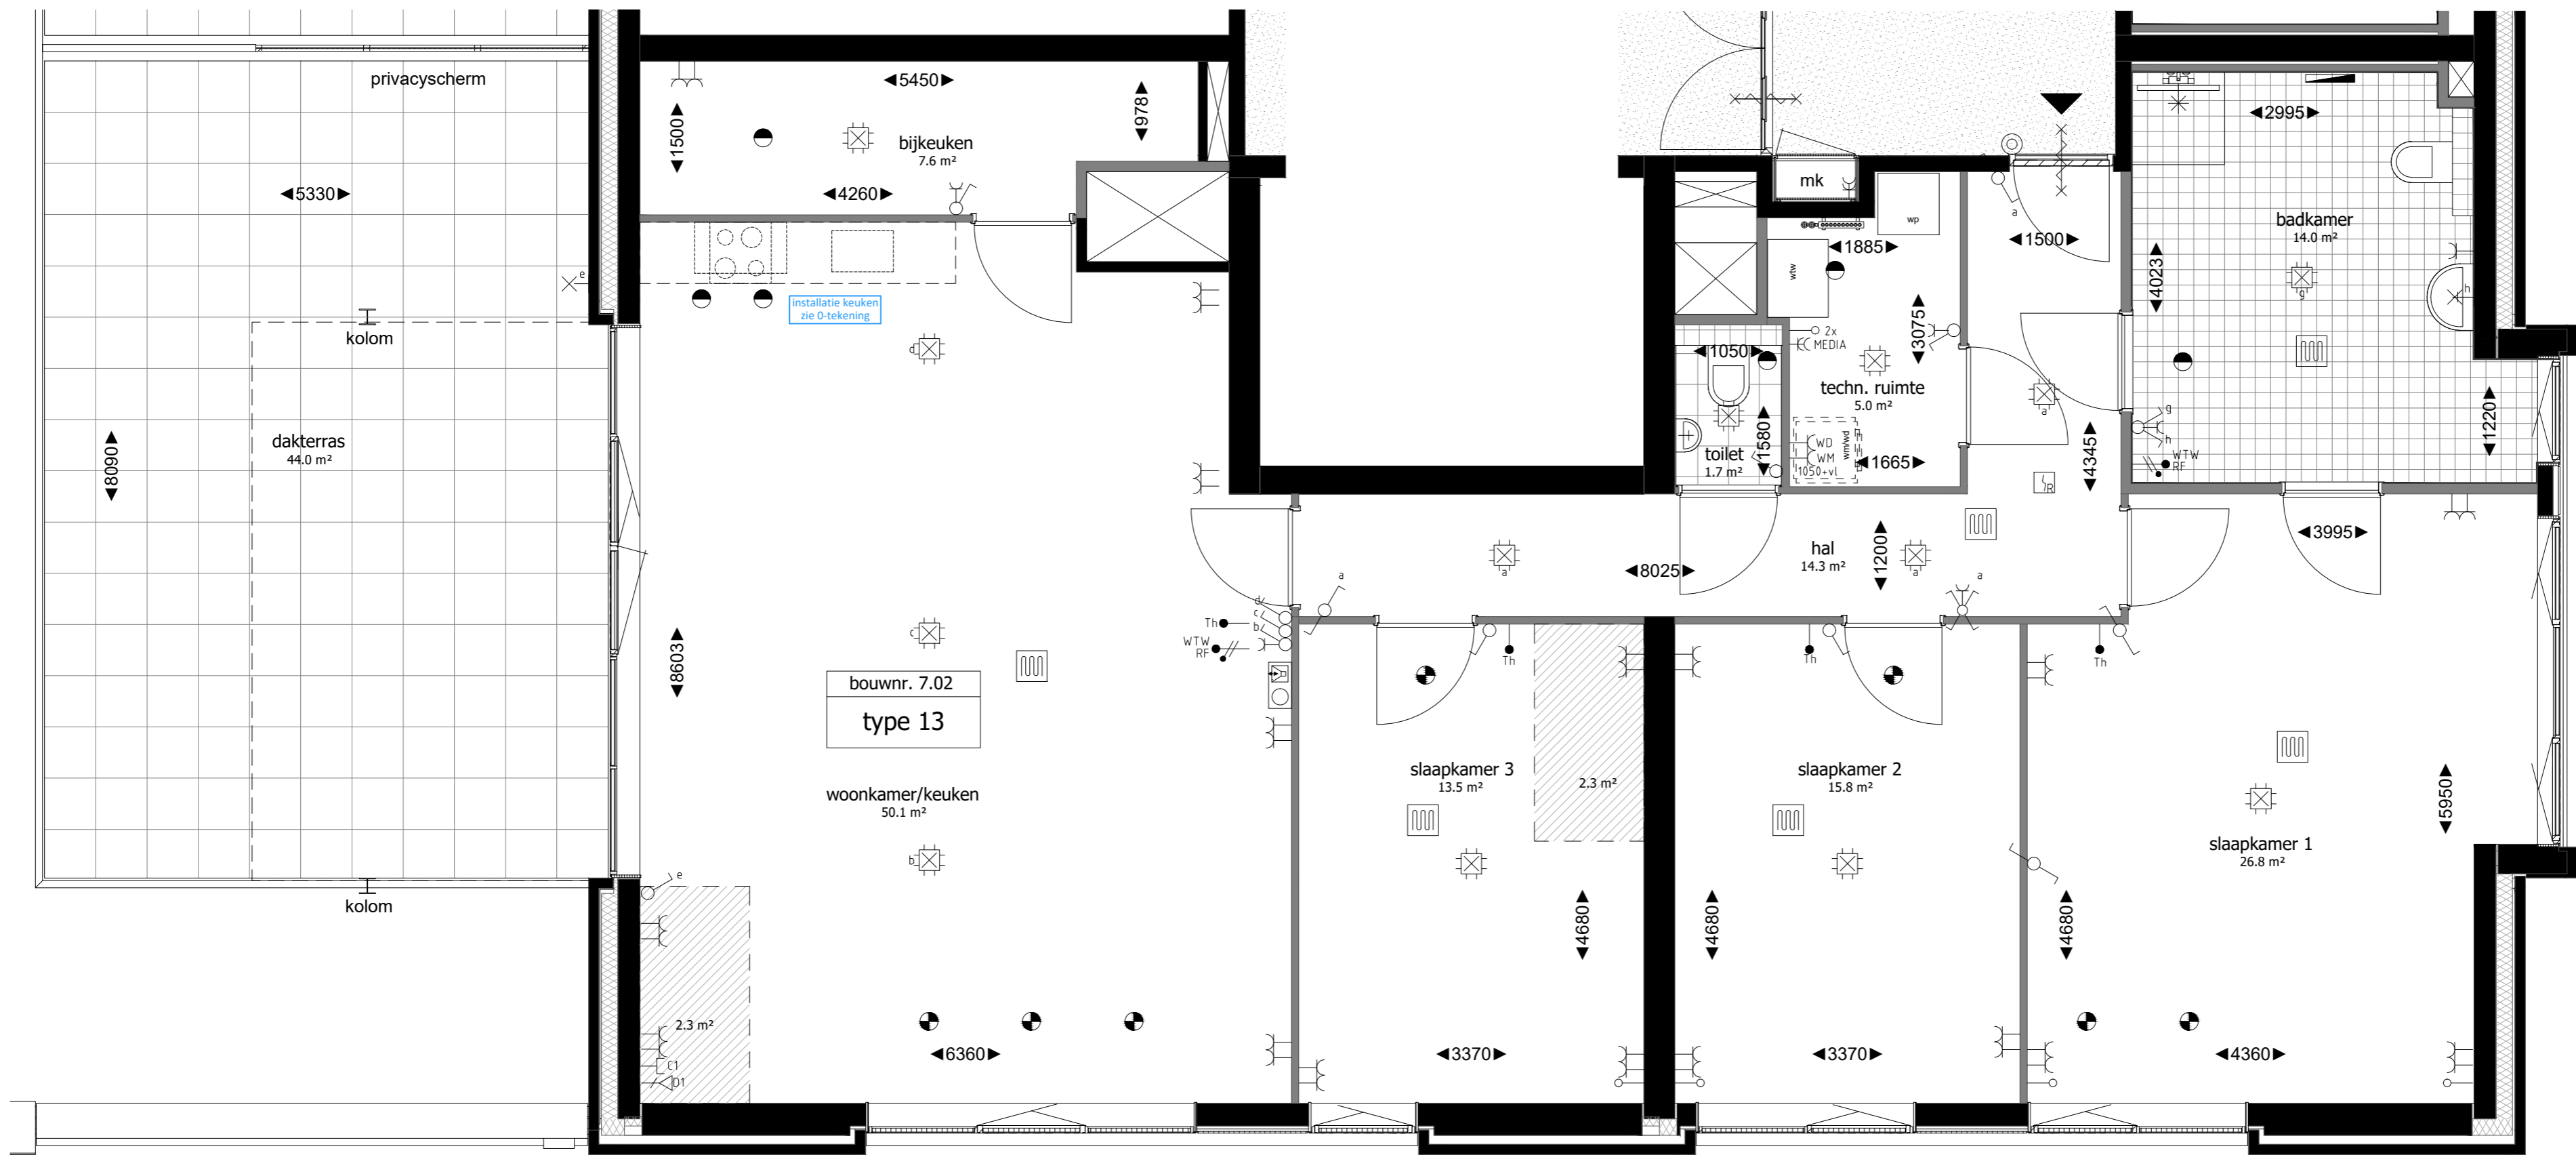 privacyscherm
5330
kolom
dakterras
44.0 m²
8090
kolom
e
5450
1500
978
bijkeuken
7.6 m²
4260
installatie keuken
zie 0-tekening
d
c
8603
bouwnr. 7.02
type 13
woonkamer/keuken
50.1 m²
b
e
2.3 m²
C1
D1
6360
d
c
b
Th
WTW
RF
a
a
8025
slaapkamer 3
13.5 m²
2.3 m²
Th
4680
3370
mk
wp
1885
wtw
3075
2x
MEDIA
techn. ruimte
5.0 m²
WD
WM
1050+vl
wm/wd
1665
1050
1580
toilet
1.7 m²
a
1500
a
4345
R
hal
14.3 m²
1200
a
a
Th
slaapkamer 2
15.8 m²
4680
3370
2995
badkamer
14.0 m²
4023
g
h
g
h
WTW
RF
1220
3995
Th
slaapkamer 1
26.8 m²
5950
4680
4360